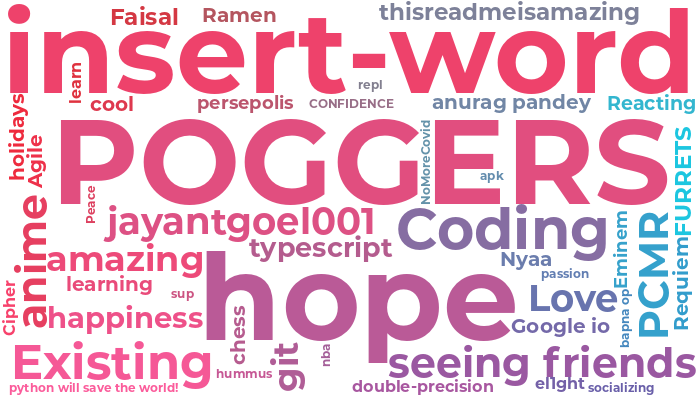 Faisal
Ramen
thisreadmeisamazing
insert-word
learn
repl
cool
persepolis
CONFIDENCE
anurag pandey
Reacting
holidays
Agile
POGGERS
NoMoreCovid
apk
FURRETS
Peace
jayantgoel001
Coding
Eminem
PCMR
Requiem
anime
amazing
typescript
Nyaa
passion
hope
learning
sup
Love
bapna op
Cipher
happiness
chess
Google io
Existing
git
nba
seeing friends
hummus
python will save the world!
double-precision
el1ght
socializing